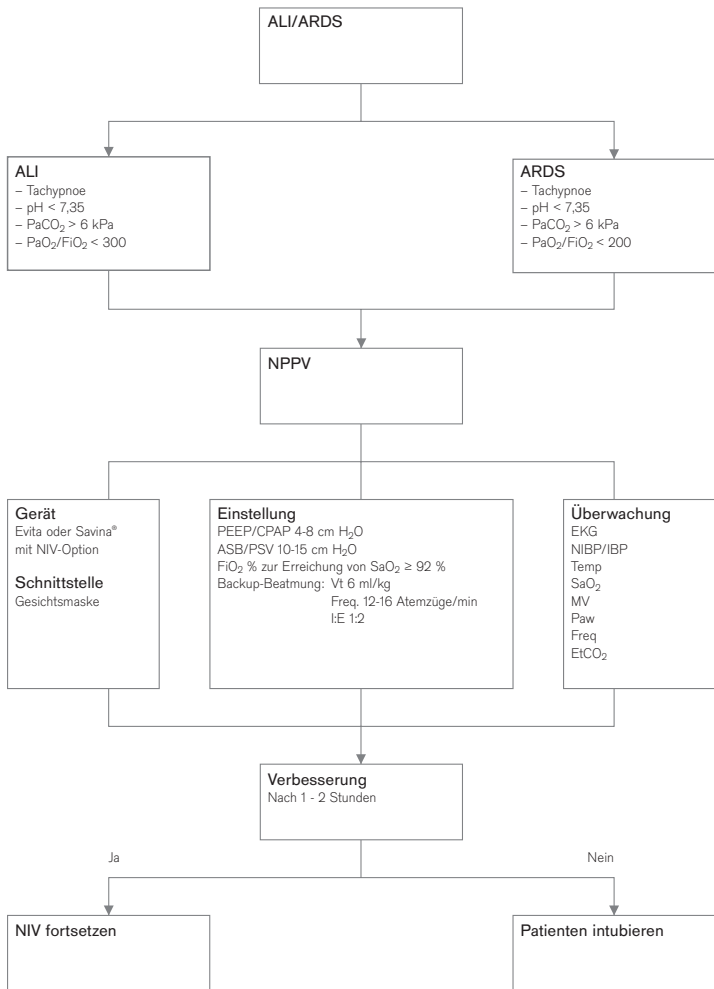 ALI/ARDS
ALI
– Tachypnoe
– pH < 7,35
– PaCO₂ > 6 kPa
– PaO₂/FiO₂ < 300
ARDS
– Tachypnoe
– pH < 7,35
– PaCO₂ > 6 kPa
– PaO₂/FiO₂ < 200
NPPV
Gerät
Evita oder Savina®
mit NIV-Option
Schnittstelle
Gesichtsmaske
Einstellung
PEEP/CPAP 4-8 cm H₂O
ASB/PSV 10-15 cm H₂O
FiO₂ % zur Erreichung von SaO₂ ≥ 92 %
Backup-Beatmung: Vt 6 ml/kg
Freq. 12-16 Atemzüge/min
I:E 1:2
Überwachung
EKG
NIBP/IBP
Temp
SaO₂
MV
Paw
Freq
EtCO₂
Verbesserung
Nach 1 - 2 Stunden
Ja
Nein
NIV fortsetzen
Patienten intubieren